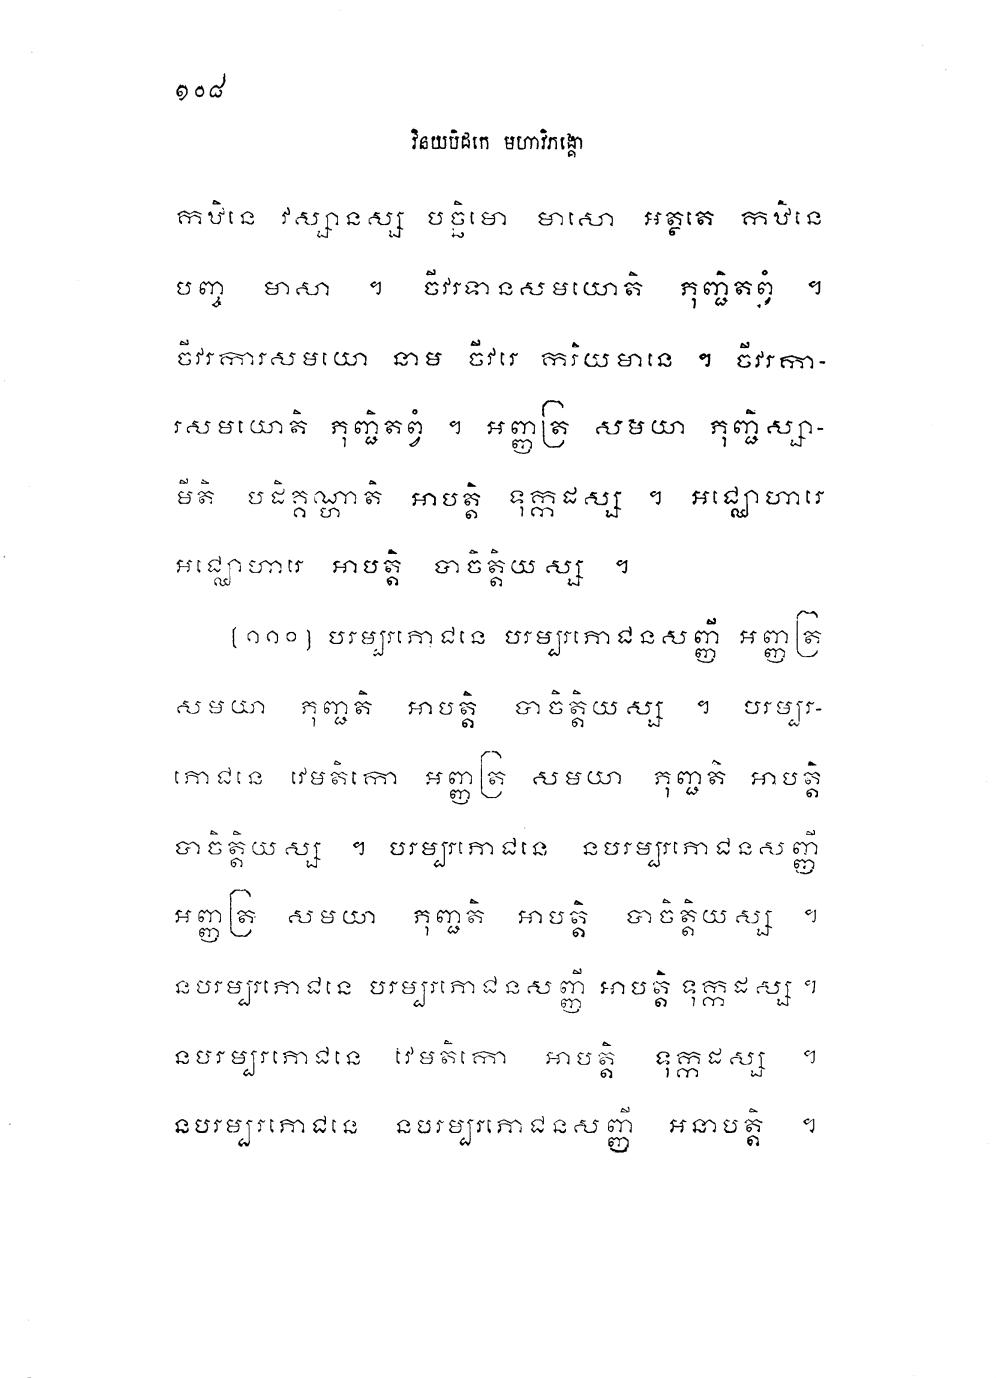 ១០៨
វិនយបិដកេ មហាវិភង្គោ
កឋិនេ វស្សានស្ស បច្ឆិមោ មាសោ អត្ថតេ កឋិនេ
បញ្ច មាសា ។ ចីវរទានសមយោតិ ភុញ្ជិតព្វំ ។
ចីវរការសមយោ នាម ចីវរេ ករិយមានេ ។ ចីវរកា-
រសមយោតិ ភុញ្ជិតព្វំ ។ អញ្ញត្រ សមយា ភុញ្ជិស្សា-
មីតិ បដិគ្គណ្ហាតិ អាបត្តិ ទុក្កដស្ស ។ អជ្ឈោហារេ
អជ្ឈោហារេ អាបត្តិ បាចិត្តិយស្ស ។
(១១០) បរម្បរភោជនេ បរម្បរភោជនសញ្ញី អញ្ញត្រ
សមយា ភុញ្ជតិ អាបត្តិ បាចិត្តិយស្ស ។ បរម្បរ-
ភោជនេ វេមតិកោ អញ្ញត្រ សមយា ភុញ្ជតិ អាបត្តិ
បាចិត្តិយស្ស ។ បរម្បរភោជនេ នបរម្បរភោជនសញ្ញី
អញ្ញត្រ សមយា ភុញ្ជតិ អាបត្តិ បាចិត្តិយស្ស ។
នបរម្បរភោជនេ បរម្បរភោជនសញ្ញី អាបត្តិ ទុក្កដស្ស ។
នបរម្បរភោជនេ វេមតិកោ អាបត្តិ ទុក្កដស្ស ។
នបរម្បរភោជនេ នបរម្បរភោជនសញ្ញី អនាបត្តិ ។